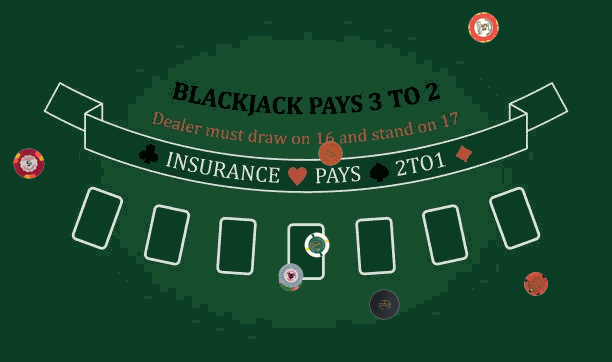 BLACKJACK PAYS 3 TO 2
Dealer must draw on 16 and stand on 17
INSURANCE PAYS 2TO1